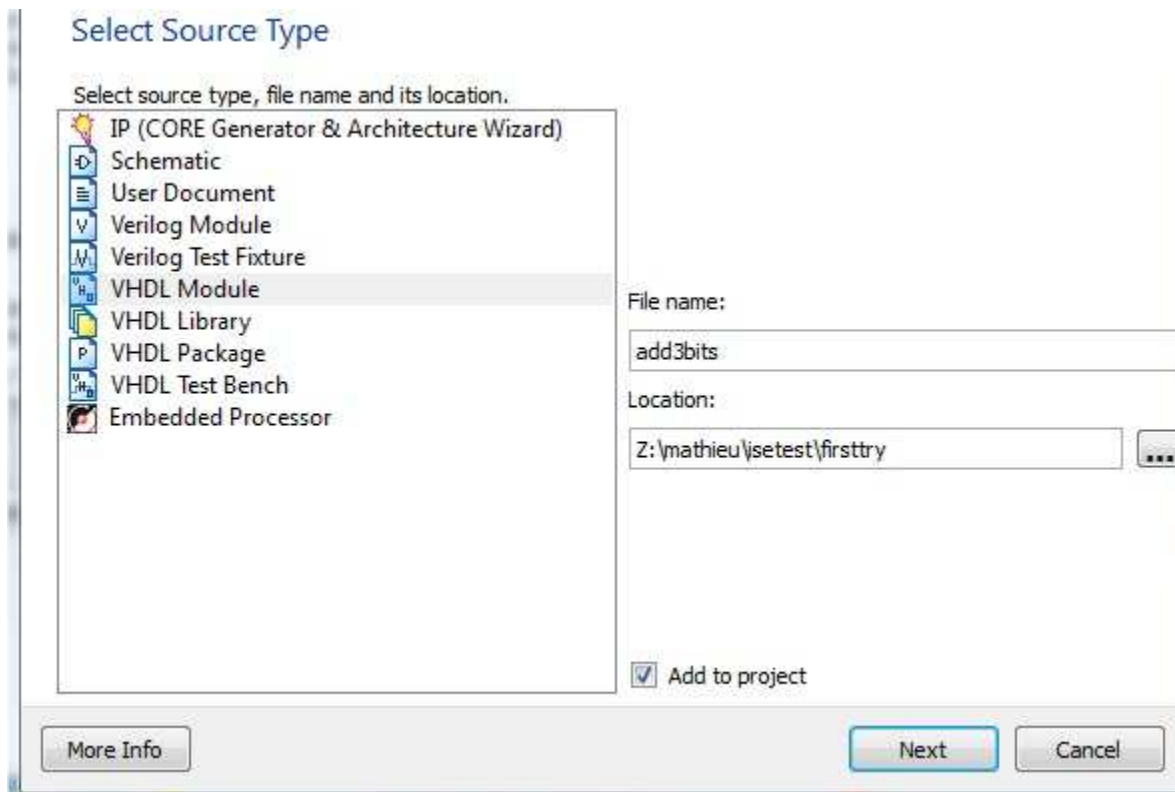 Select Source Type
Select source type, file name and its location.
IP (CORE Generator & Architecture Wizard)
Schematic
User Document
Verilog Module
Verilog Test Fixture
VHDL Module
VHDL Library
VHDL Package
VHDL Test Bench
Embedded Processor
File name:
add3bits
Location:
Z:\mathieu\isetest\firsttry
...
Add to project
More Info
Next
Cancel